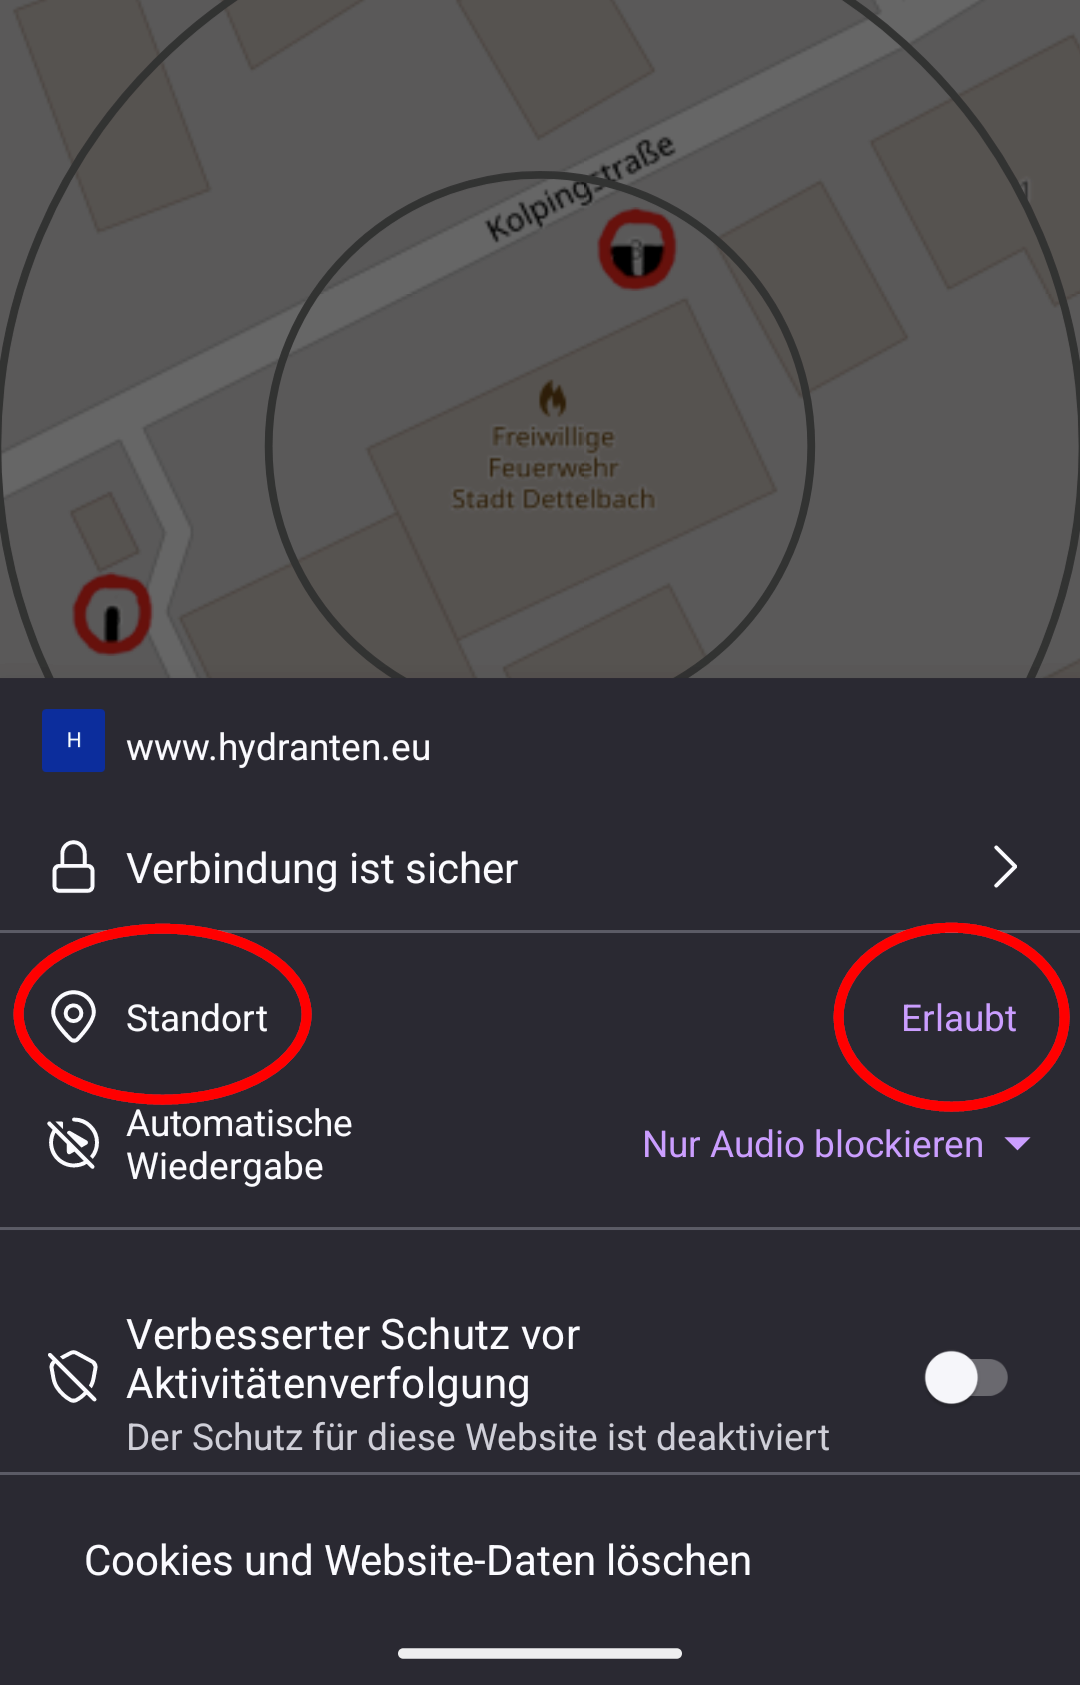 Kolpingstraße
Freiwillige
Feuerwehr
Stadt Dettelbach
H
www.hydranten.eu
Verbindung ist sicher
Standort
Erlaubt
Automatische
Wiedergabe
Nur Audio blockieren
Verbesserter Schutz vor
Aktivitätenverfolgung
Der Schutz für diese Website ist deaktiviert
Cookies und Website-Daten löschen